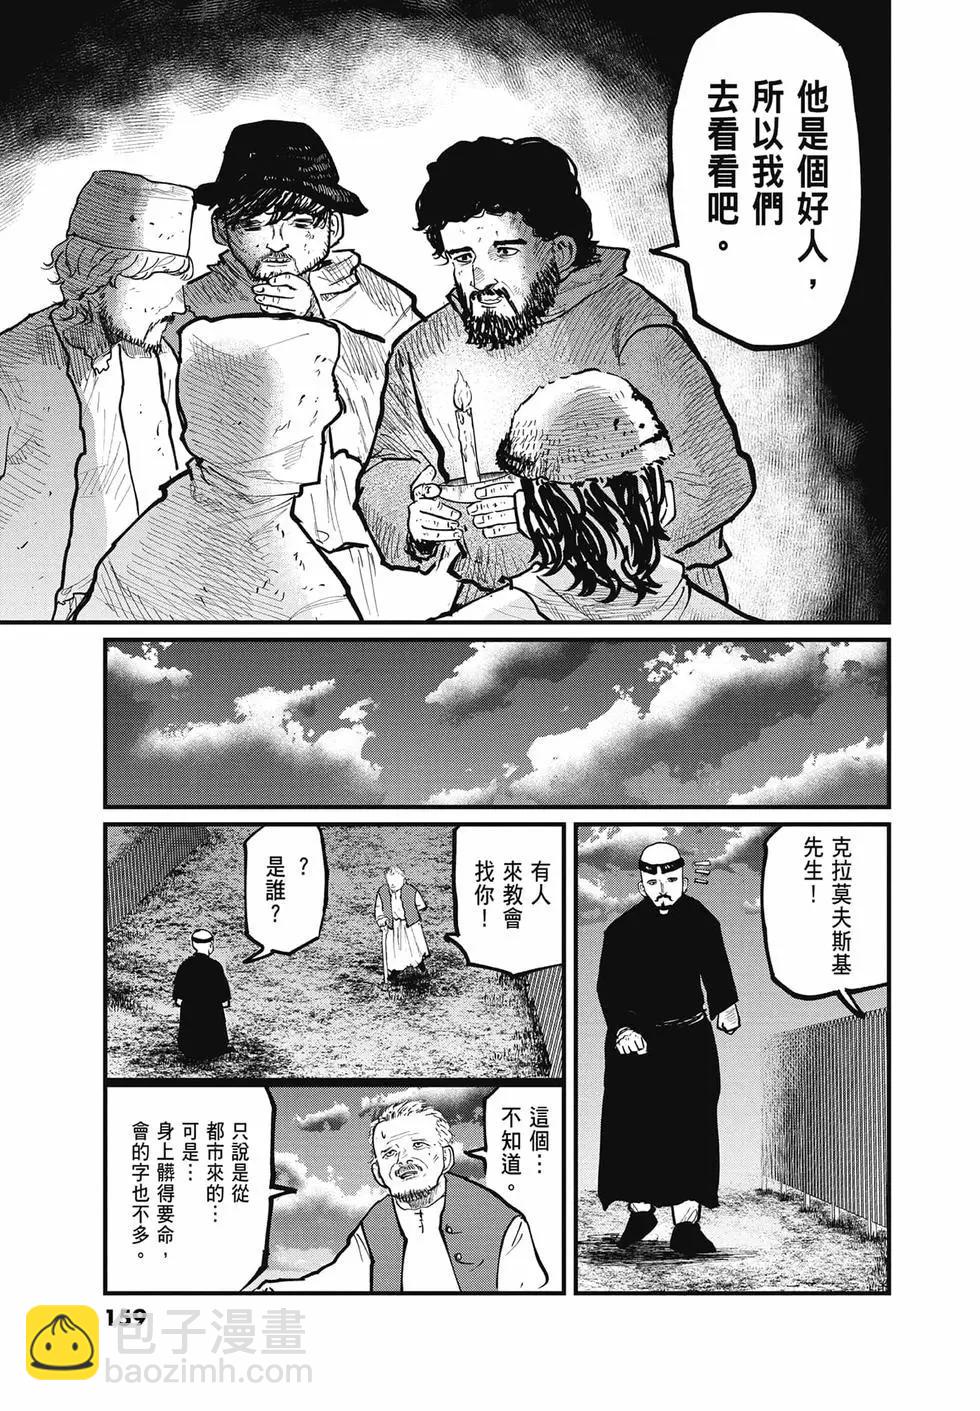 他是個好人，
所以我們
去看看吧。
克拉莫夫斯基
先生！
有人
來教會
找你！
？
是誰？
這個…
不知道。
只說是從
都市來的…
可是…
身上髒得要命，
會的字也不多。
159
包子漫畫
baozimh.com